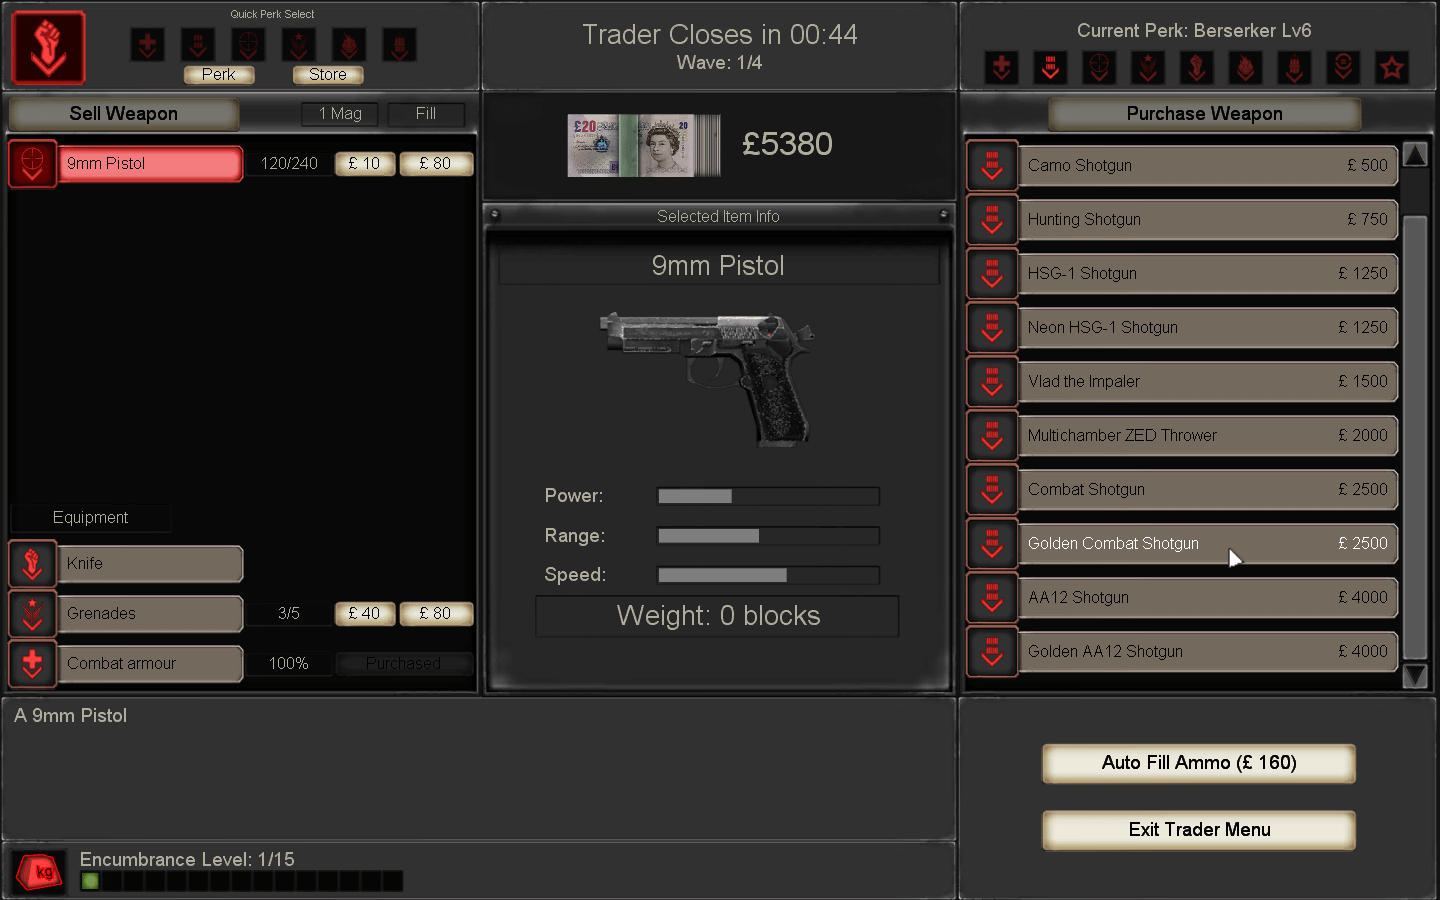 Quick Perk Select
Perk
Store
Trader Closes in 00:44
Wave: 1/4
Current Perk: Berserker Lv6
Sell Weapon
1 Mag
Fill
9mm Pistol
120/240
£ 10
£ 80
Equipment
Knife
Grenades
3/5
£ 40
£ 80
Combat armour
100%
Purchased
£20
20
£5380
Selected Item Info
9mm Pistol
Power:
Range:
Speed:
Weight: 0 blocks
Purchase Weapon
Camo Shotgun £ 500
Hunting Shotgun £ 750
HSG-1 Shotgun £ 1250
Neon HSG-1 Shotgun £ 1250
Vlad the Impaler £ 1500
Multichamber ZED Thrower £ 2000
Combat Shotgun £ 2500
Golden Combat Shotgun £ 2500
AA12 Shotgun £ 4000
Golden AA12 Shotgun £ 4000
A 9mm Pistol
kg
Encumbrance Level: 1/15
Auto Fill Ammo (£ 160)
Exit Trader Menu